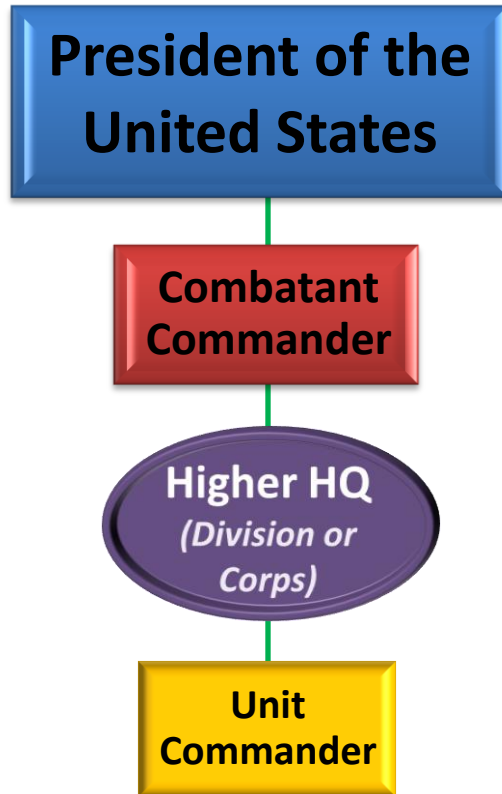 President of the
United States
Combatant
Commander
Higher HQ
(Division or
Corps)
Unit
Commander